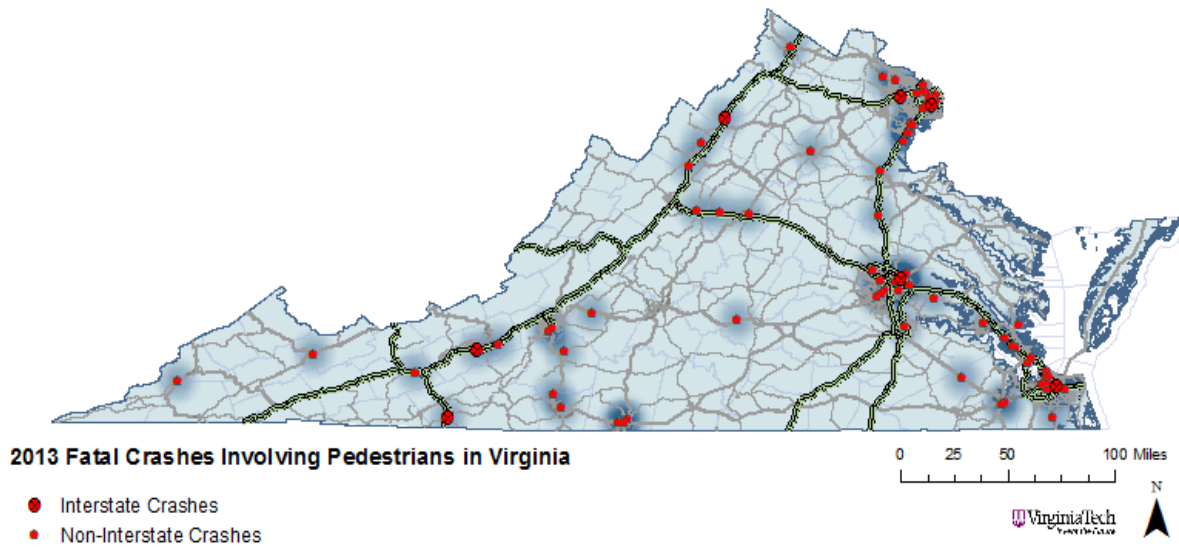 2013 Fatal Crashes Involving Pedestrians in Virginia
Interstate Crashes
Non-Interstate Crashes
0 25 50 100 Miles
N
VirginiaTech